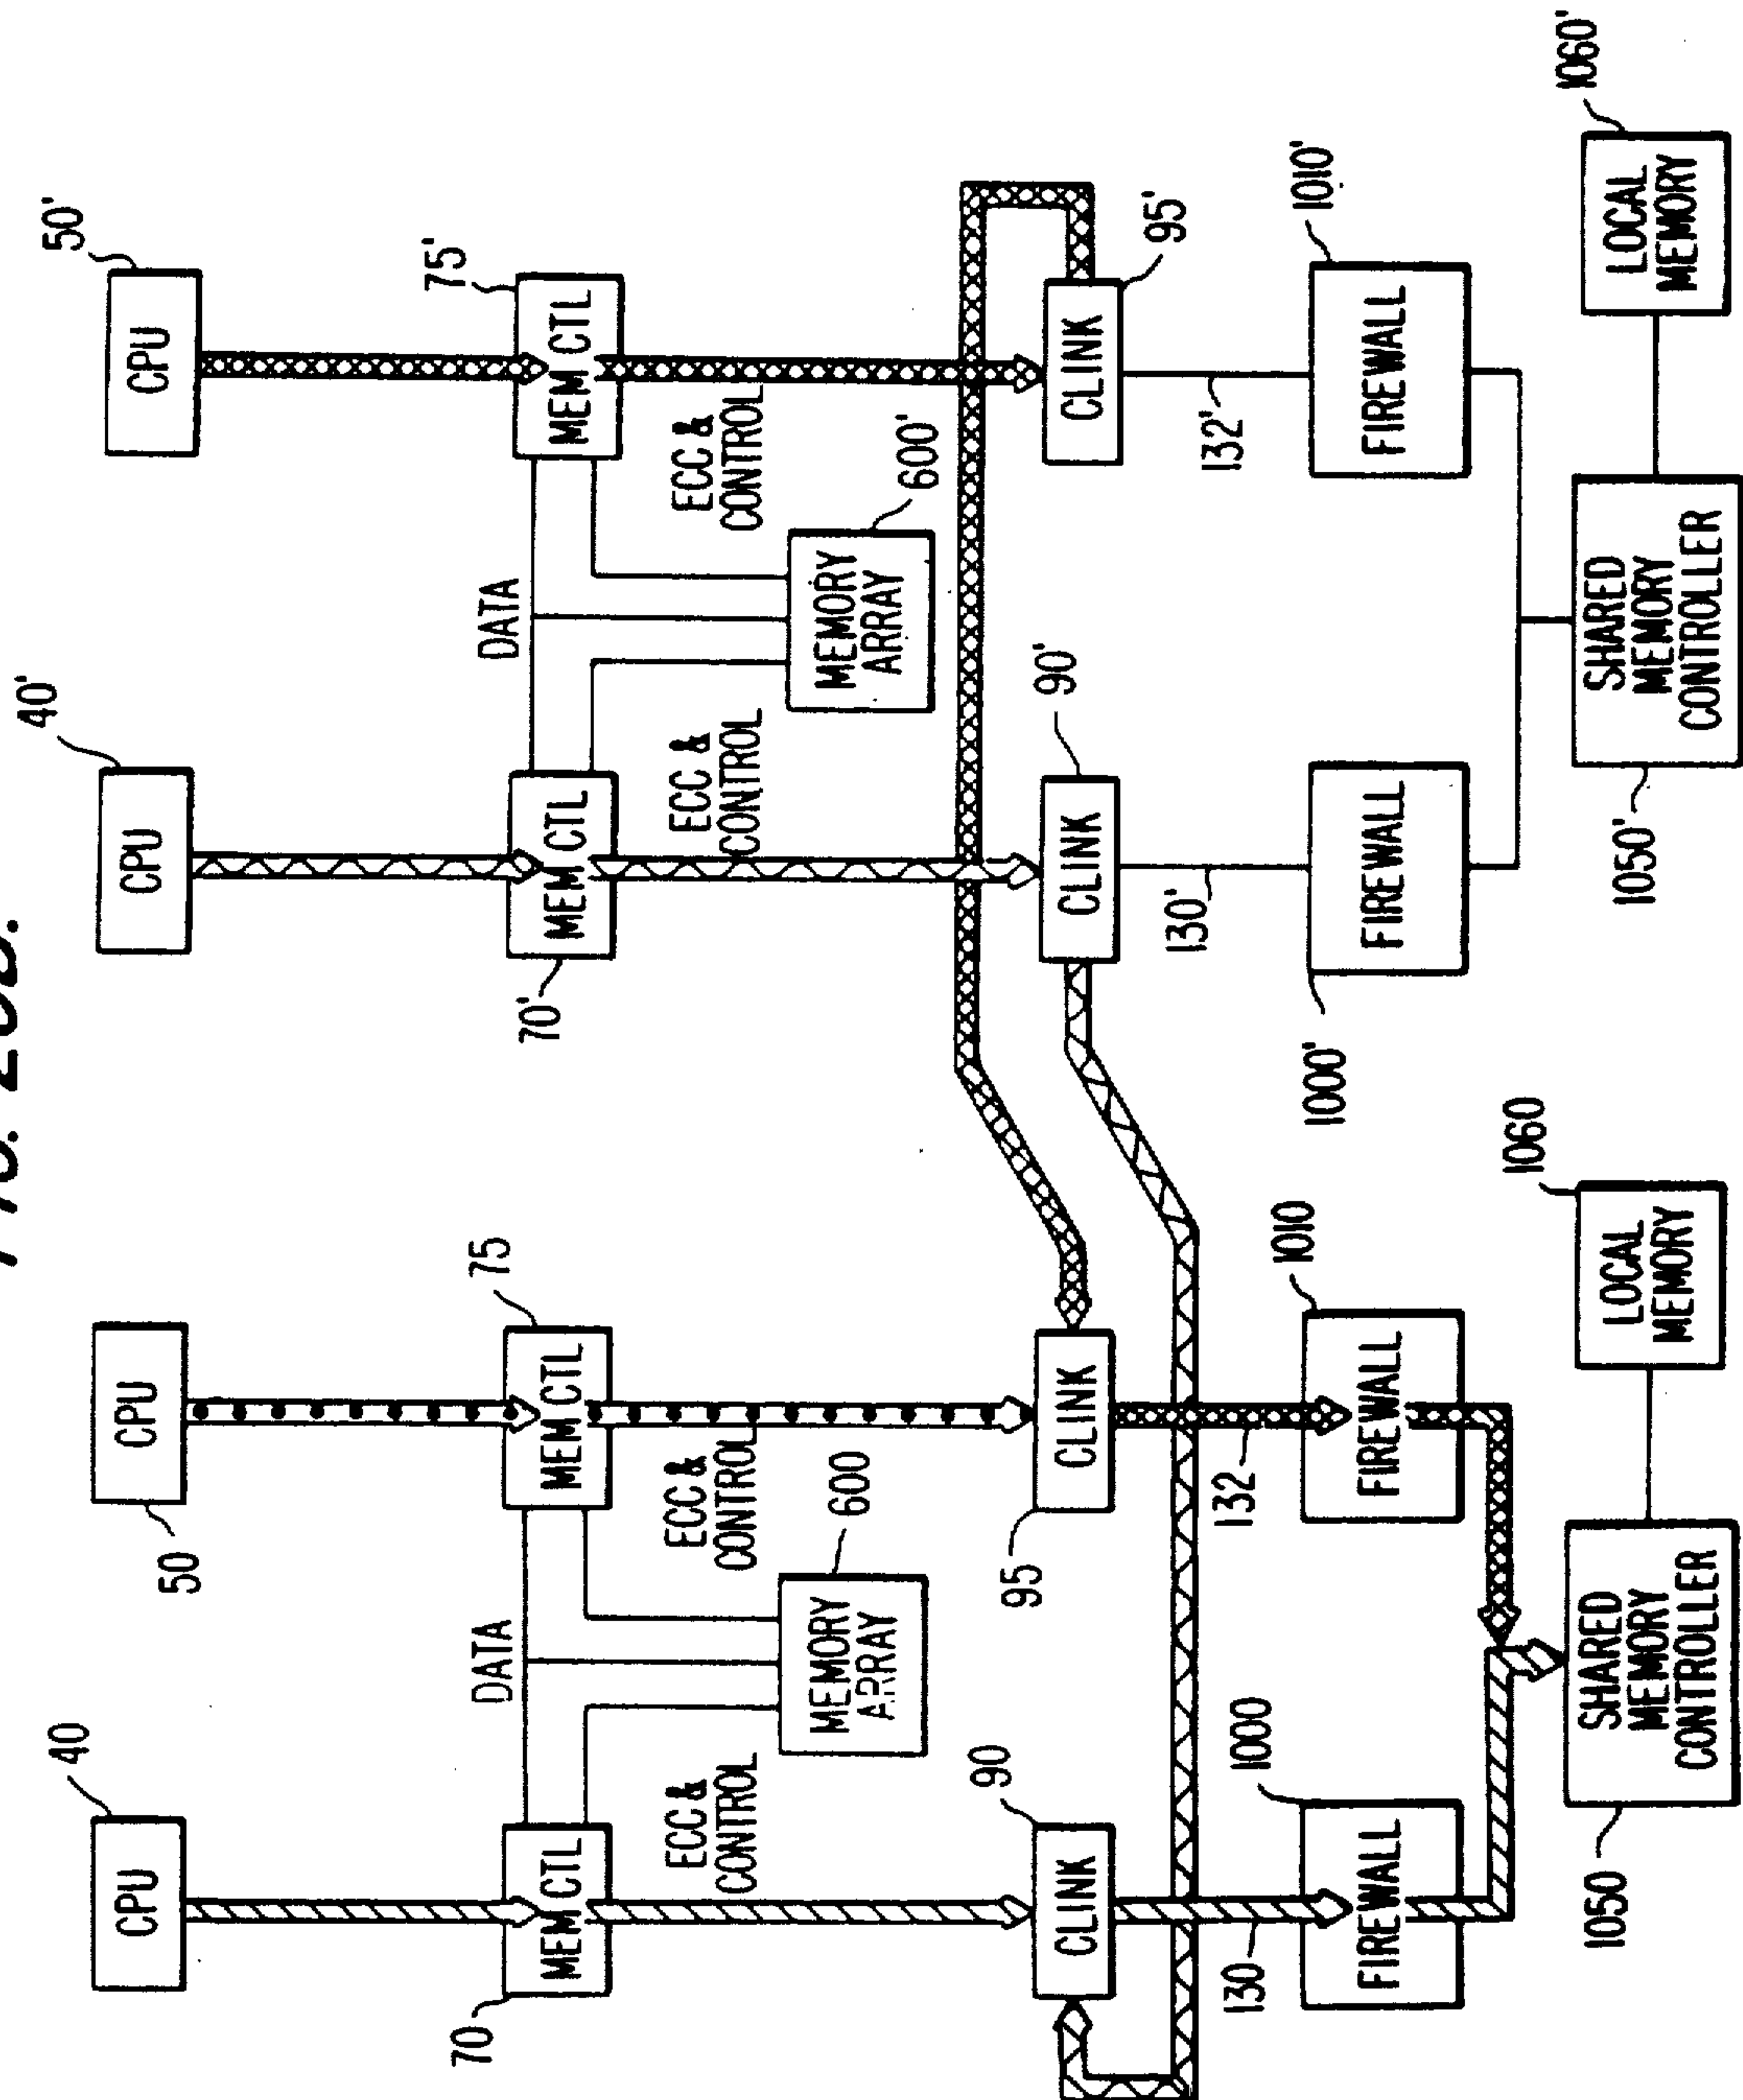 40
CPU
50
CPU
40'
CPU
50'
CPU
70
MEM CTL
DATA
75
MEM CTL
70'
MEM CTL
DATA
75'
MEM CTL
ECC &
CONTROL
ECC &
CONTROL
ECC &
CONTROL
ECC &
CONTROL
MEMORY
ARRAY
600
MEMORY
ARRAY
600'
90
CLINK
95
CLINK
90'
CLINK
95'
CLINK
130
132
130'
132'
1000
FIREWALL
1010
FIREWALL
1000'
FIREWALL
1010'
FIREWALL
1050
SHARED
MEMORY
CONTROLLER
1060
LOCAL
MEMORY
1050'
SHARED
MEMORY
CONTROLLER
1060'
LOCAL
MEMORY